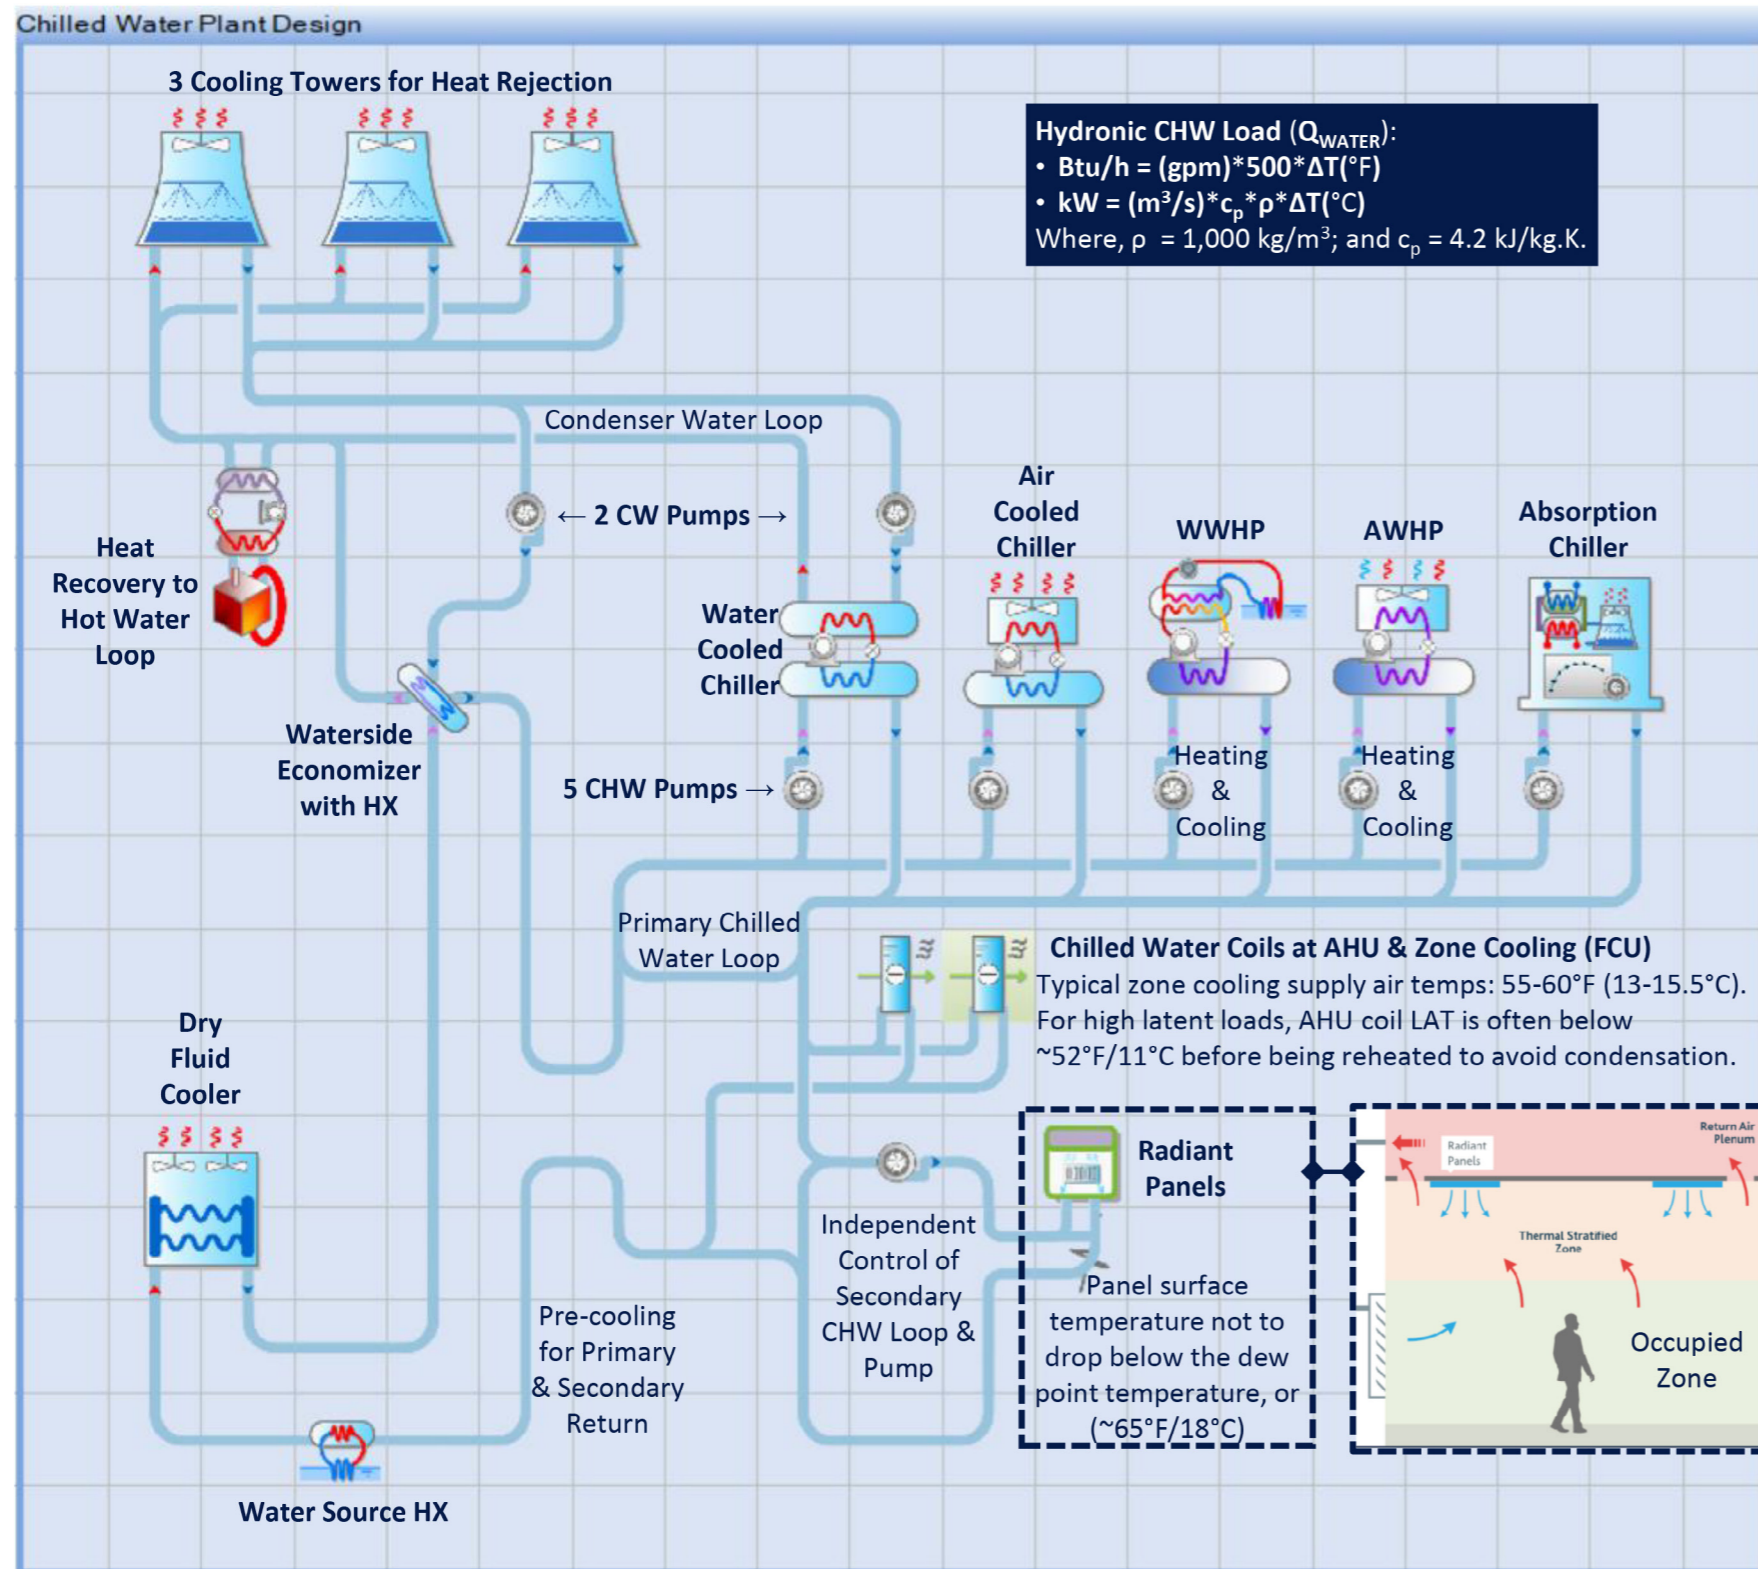 Chilled Water Plant Design
3 Cooling Towers for Heat Rejection
Hydronic CHW Load (Q_WATER):
• Btu/h = (gpm)*500*ΔT(°F)
• kW = (m³/s)*cₚ*ρ*ΔT(°C)
Where, ρ = 1,000 kg/m³; and cₚ = 4.2 kJ/kg.K.
Condenser Water Loop
← 2 CW Pumps →
Heat
Recovery to
Hot Water
Loop
Water
Cooled
Chiller
Air
Cooled
Chiller
WWHP
AWHP
Absorption
Chiller
Waterside
Economizer
with HX
5 CHW Pumps →
Heating
&
Cooling
Heating
&
Cooling
Primary Chilled
Water Loop
Chilled Water Coils at AHU & Zone Cooling (FCU)
Typical zone cooling supply air temps: 55-60°F (13-15.5°C).
For high latent loads, AHU coil LAT is often below
~52°F/11°C before being reheated to avoid condensation.
Dry
Fluid
Cooler
Radiant
Panels
Independent
Control of
Secondary
CHW Loop &
Pump
Panel surface
temperature not to
drop below the dew
point temperature, or
(~65°F/18°C)
Return Air
Plenum
Radiant
Panels
Thermal Stratified
Zone
Occupied
Zone
Pre-cooling
for Primary
& Secondary
Return
Water Source HX